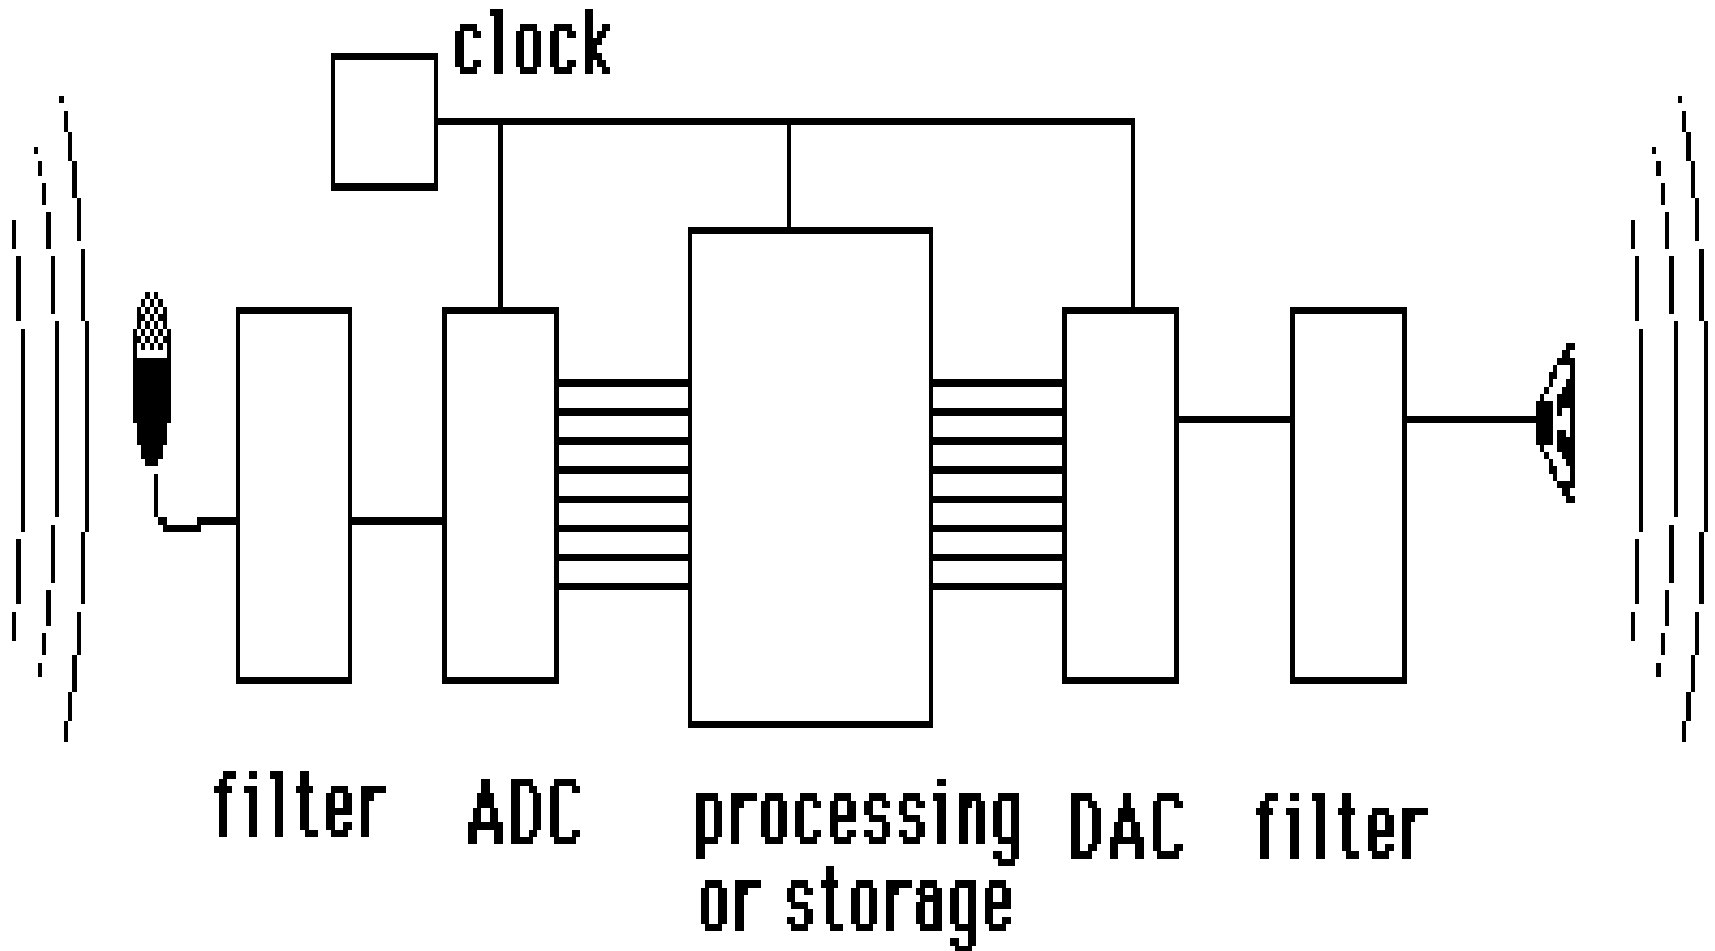 clock
filter
ADC
processing
or storage
DAC
filter